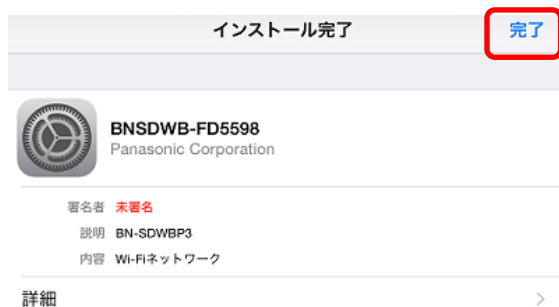 インストール完了
完了
BNSDWB-FD5598
Panasonic Corporation
署名者 未署名
説明 BN-SDWBP3
内容 Wi-Fiネットワーク
詳細